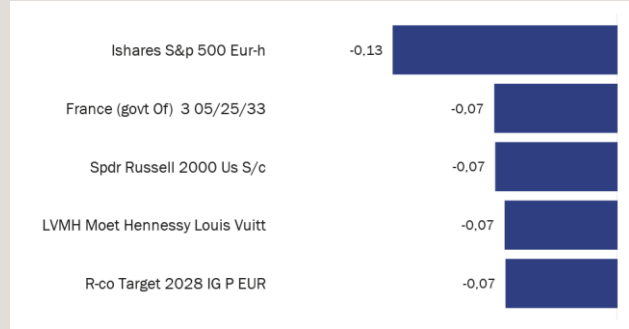 Ishares S&p 500 Eur-h -0,13
France (govt Of)  3 05/25/33 -0,07
Spdr Russell 2000 Us S/c -0,07
LVMH Moet Hennessy Louis Vuitt -0,07
R-co Target 2028 IG P EUR -0,07